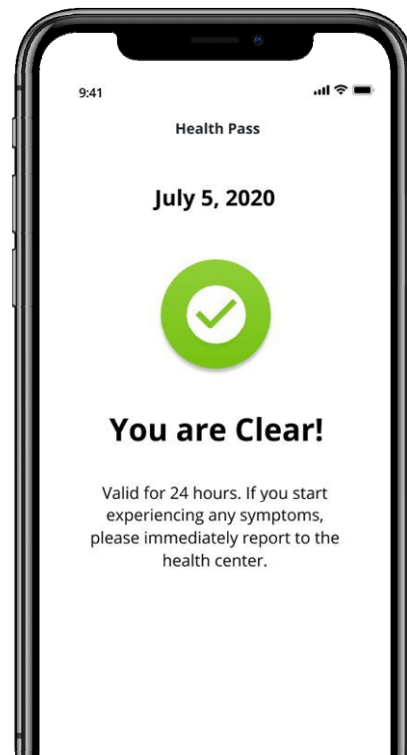 9:41
Health Pass
July 5, 2020
You are Clear!
Valid for 24 hours. If you start
experiencing any symptoms,
please immediately report to the
health center.